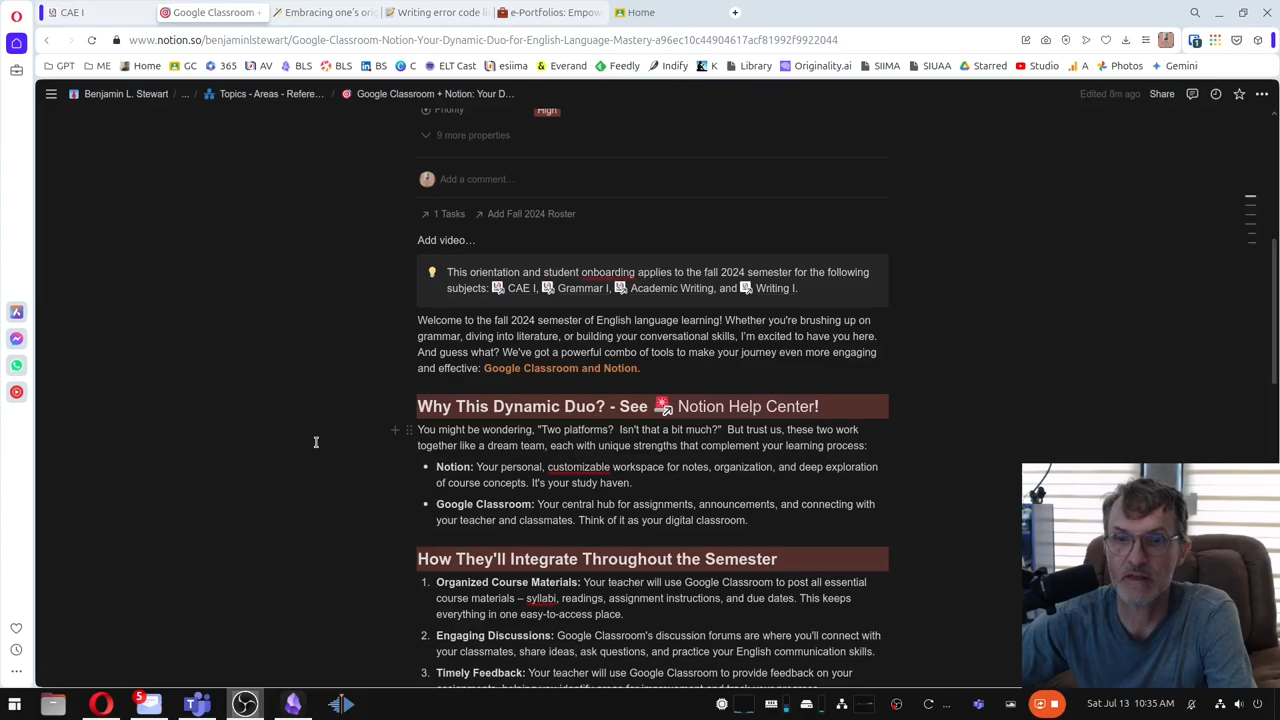 CAE I
Google Classroom +
Embracing one's orig
Writing error code li
e-Portfolios: Empow
Home
www.notion.so/benjaminlstewart/Google-Classroom-Notion-Your-Dynamic-Duo-for-English-Language-Mastery-a96ec10c44904617acf81992f9922044
GPT ME Home GC 365 AV BLS BLS BS C ELT Cast esiima Everand Feedly Indify K Library Originality.ai SIIMA SIUAA Starred Studio A Photos Gemini
Benjamin L. Stewart / ... / Topics - Areas - Refere... / Google Classroom + Notion: Your D...
Edited 8m ago Share
Priority High
9 more properties
Add a comment...
1 Tasks Add Fall 2024 Roster
Add video…
This orientation and student onboarding applies to the fall 2024 semester for the following
subjects: CAE I, Grammar I, Academic Writing, and Writing I.
Welcome to the fall 2024 semester of English language learning! Whether you're brushing up on
grammar, diving into literature, or building your conversational skills, I'm excited to have you here.
And guess what? We've got a powerful combo of tools to make your journey even more engaging
and effective: Google Classroom and Notion.
Why This Dynamic Duo? - See Notion Help Center!
You might be wondering, "Two platforms? Isn't that a bit much?" But trust us, these two work
together like a dream team, each with unique strengths that complement your learning process:
• Notion: Your personal, customizable workspace for notes, organization, and deep exploration
of course concepts. It's your study haven.
• Google Classroom: Your central hub for assignments, announcements, and connecting with
your teacher and classmates. Think of it as your digital classroom.
How They'll Integrate Throughout the Semester
1. Organized Course Materials: Your teacher will use Google Classroom to post all essential
course materials – syllabi, readings, assignment instructions, and due dates. This keeps
everything in one easy-to-access place.
2. Engaging Discussions: Google Classroom's discussion forums are where you'll connect with
your classmates, share ideas, ask questions, and practice your English communication skills.
3. Timely Feedback: Your teacher will use Google Classroom to provide feedback on your
5
Sat Jul 13 10:35 AM